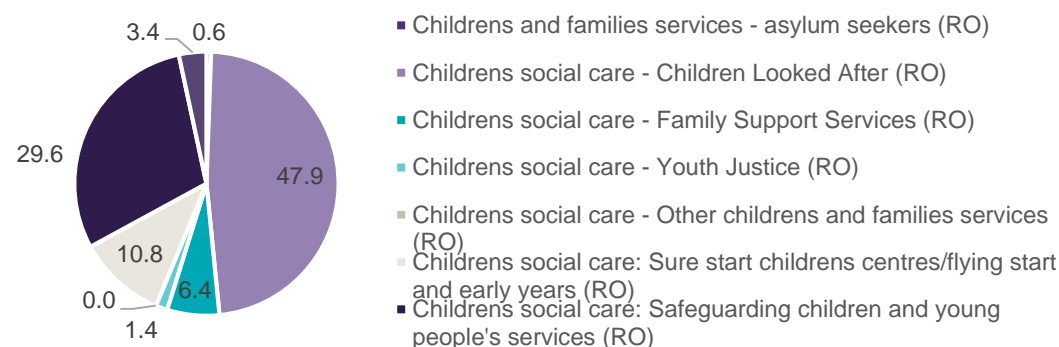 3.4
0.6
29.6
47.9
10.8
6.4
0.0
1.4
Childrens and families services - asylum seekers (RO)
Childrens social care - Children Looked After (RO)
Childrens social care - Family Support Services (RO)
Childrens social care - Youth Justice (RO)
Childrens social care - Other childrens and families services
(RO)
Childrens social care: Sure start childrens centres/flying start
and early years (RO)
Childrens social care: Safeguarding children and young
people's services (RO)